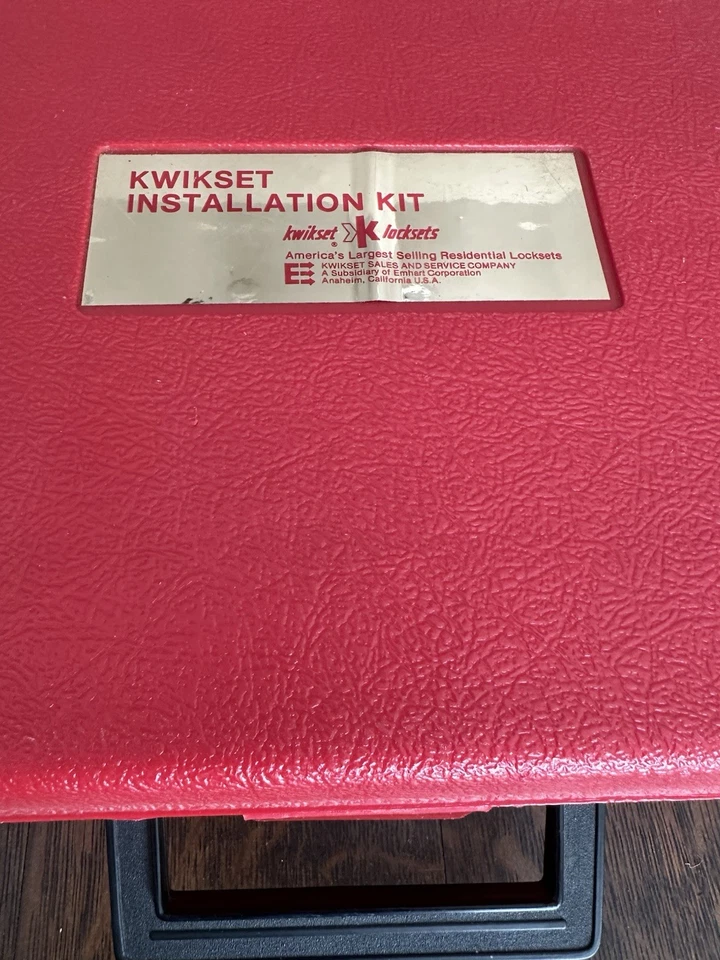 KWIKSET
INSTALLATION KIT
kwikset K locksets
®
America's Largest Selling Residential Locksets
KWIKSET SALES AND SERVICE COMPANY
A Subsidiary of Emhart Corporation
Anaheim, California U.S.A.